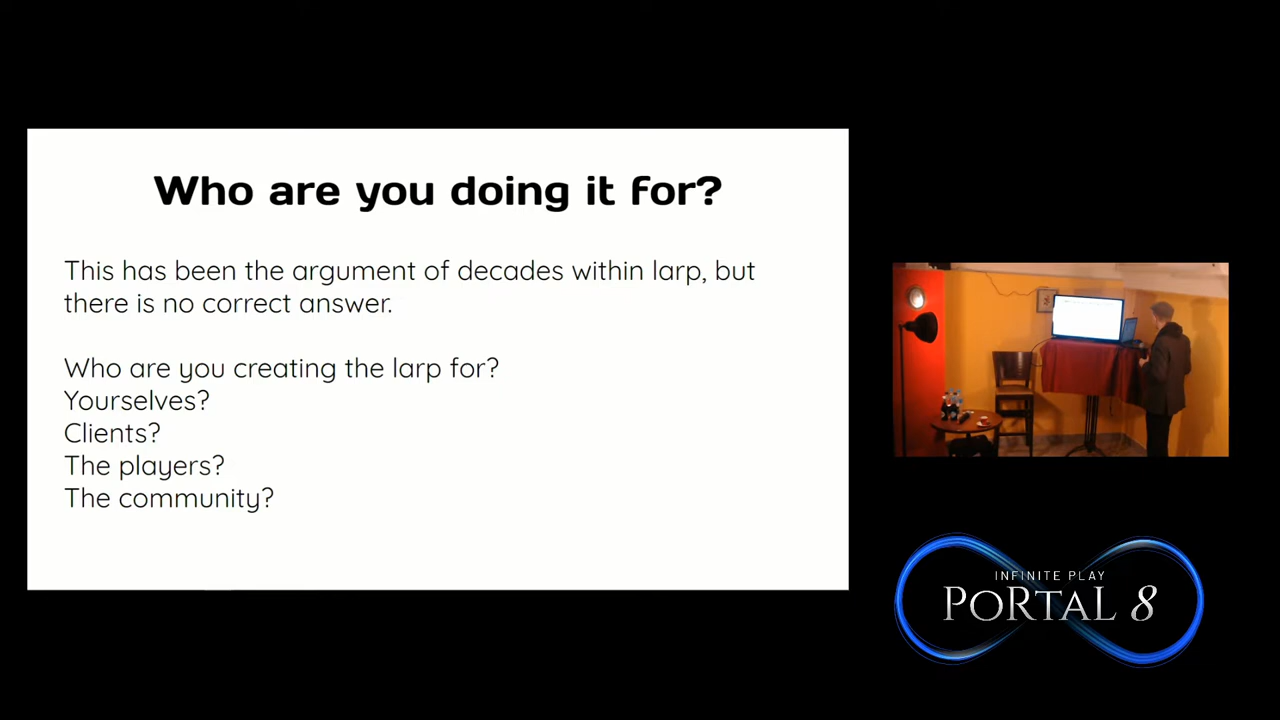 Who are you doing it for?
This has been the argument of decades within larp, but
there is no correct answer.
Who are you creating the larp for?
Yourselves?
Clients?
The players?
The community?
INFINITE PLAY
PORTAL 8